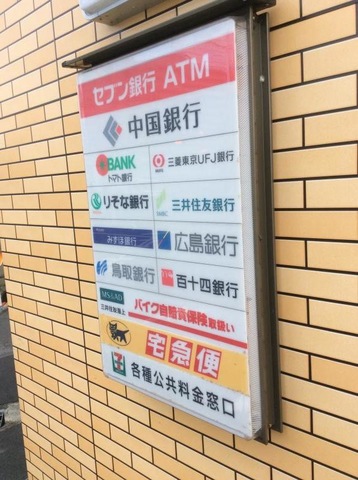 セブン銀行 ATM
中国銀行
BANK
トマト銀行
三菱東京UFJ銀行
りそな銀行
三井住友銀行
みずほ銀行
広島銀行
鳥取銀行
百十四銀行
MS&AD
三井住友海上
バイク自賠責保険取扱い
宅急便
各種公共料金窓口